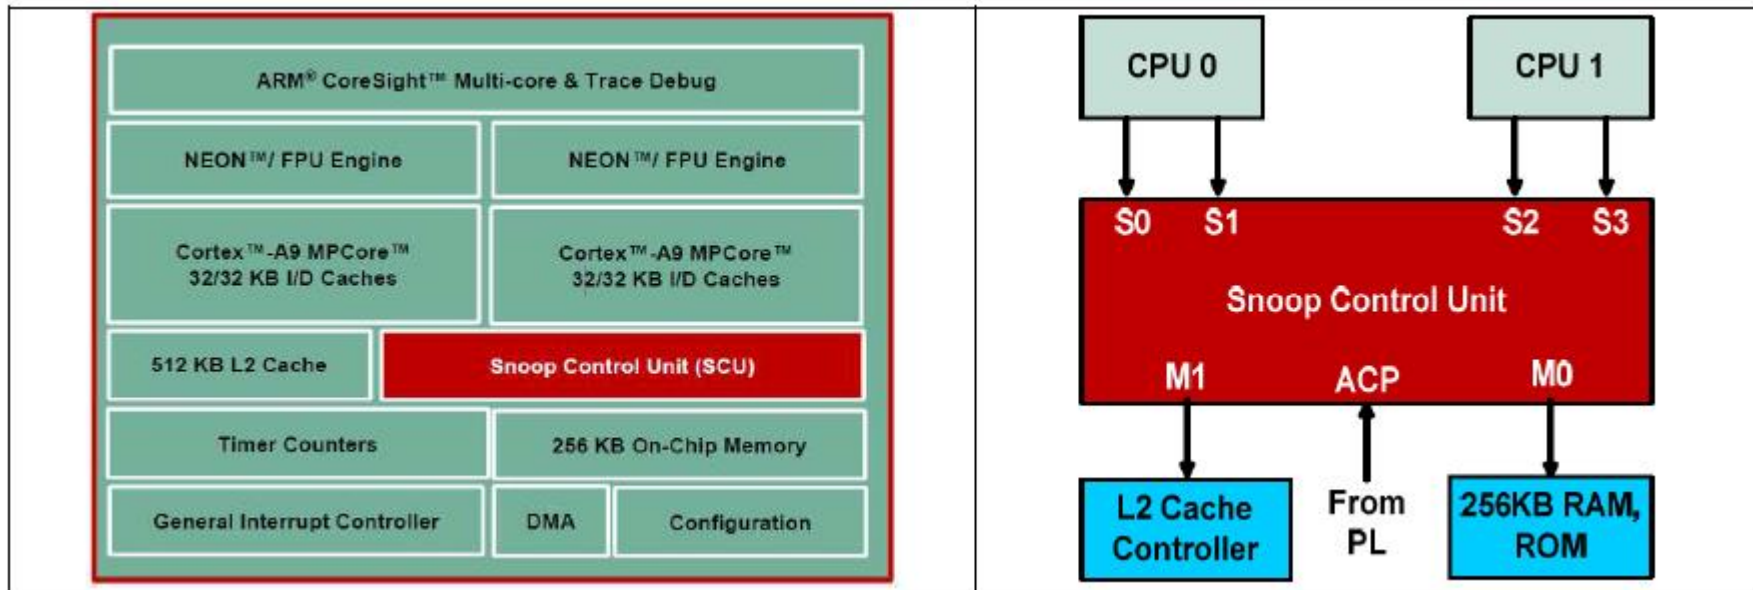 ARM® CoreSight™ Multi-core & Trace Debug
NEON™/ FPU Engine
NEON™/ FPU Engine
Cortex™-A9 MPCore™
32/32 KB I/D Caches
Cortex™-A9 MPCore™
32/32 KB I/D Caches
512 KB L2 Cache
Snoop Control Unit (SCU)
Timer Counters
256 KB On-Chip Memory
General Interrupt Controller
DMA
Configuration
CPU 0
CPU 1
S0
S1
S2
S3
Snoop Control Unit
M1
ACP
M0
L2 Cache
Controller
From
PL
256KB RAM,
ROM